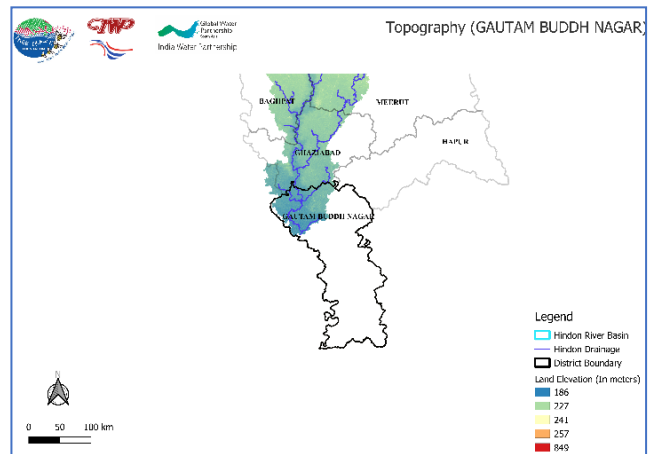 Topography (GAUTAM BUDDH NAGAR)
Global Water
Partnership
India Water Partnership
BAGHPAT
MEERUT
HAPUR
GHAZIABAD
GAUTAM BUDDH NAGAR
Legend
Hindon River Basin
Hindon Drainage
District Boundary
Land Elevation (In meters)
186
227
241
257
849
0 50 100 km